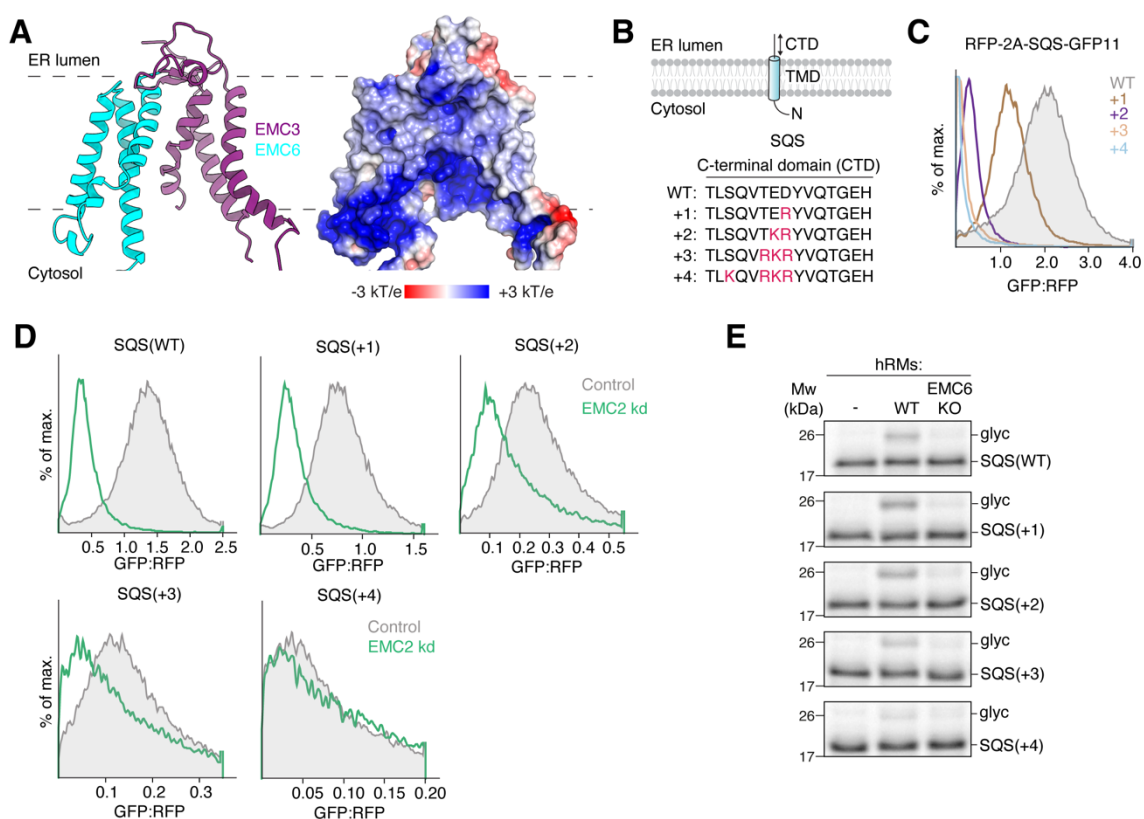 A
ER lumen
EMC3
EMC6
Cytosol
-3 kT/e
+3 kT/e
B
ER lumen
CTD
TMD
Cytosol
N
SQS
C-terminal domain (CTD)
WT: TLSQVTEDYVQTGEH
+1: TLSQVTERYVQTGEH
+2: TLSQVTKRYVQTGEH
+3: TLSQVRKRYVQTGEH
+4: TLKQVRKRYVQTGEH
C
RFP-2A-SQS-GFP11
WT
+1
+2
+3
+4
% of max.
1.0 2.0 3.0 4.0
GFP:RFP
D
SQS(WT)
% of max.
0.5 1.0 1.5 2.0 2.5
GFP:RFP
SQS(+1)
0.5 1.0 1.5
GFP:RFP
SQS(+2)
Control
EMC2 kd
0.1 0.2 0.3 0.4 0.5
GFP:RFP
SQS(+3)
% of max.
0.1 0.2 0.3
GFP:RFP
SQS(+4)
Control
EMC2 kd
0.05 0.10 0.15 0.20
GFP:RFP
E
hRMs:
Mw
(kDa)
- WT EMC6
KO
26
glyc
SQS(WT)
17
26
glyc
SQS(+1)
17
26
glyc
SQS(+2)
17
26
glyc
SQS(+3)
17
26
glyc
SQS(+4)
17